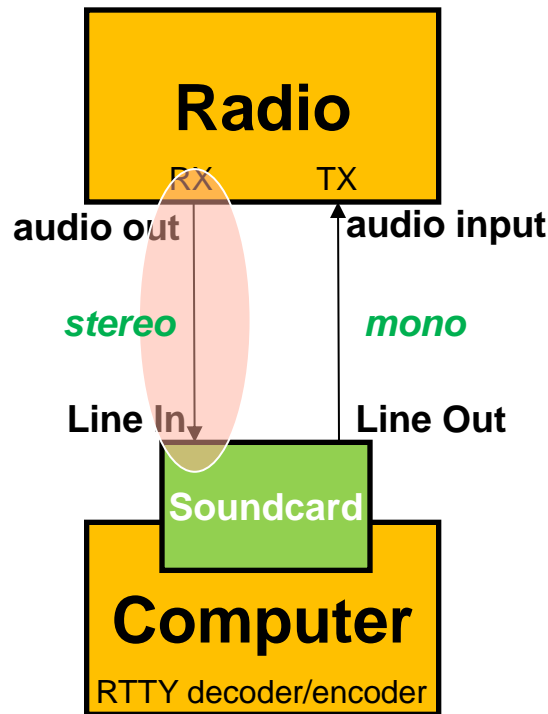 Radio
RX TX
audio out audio input
stereo mono
Line In Line Out
Soundcard
Computer
RTTY decoder/encoder